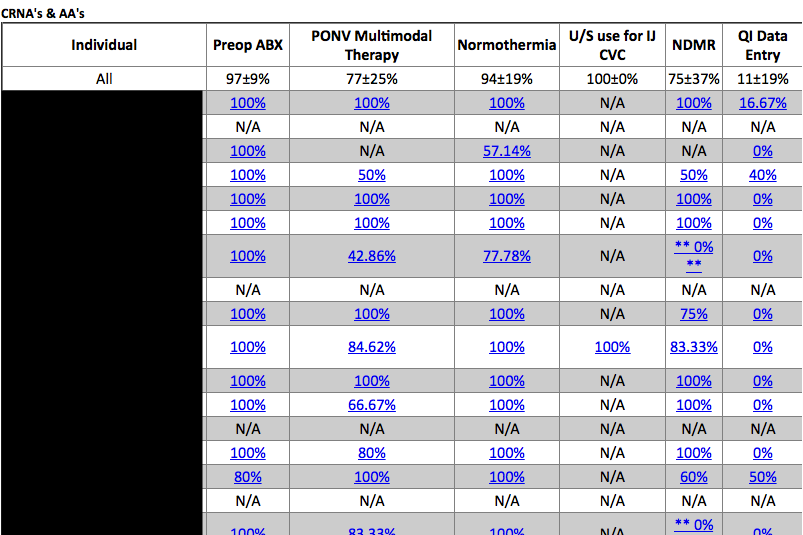 CRNA's & AA's
Individual Preop ABX PONV Multimodal Therapy Normothermia U/S use for IJ CVC NDMR QI Data Entry
All 97±9% 77±25% 94±19% 100±0% 75±37% 11±19%
100% 100% 100% N/A 100% 16.67%
N/A N/A N/A N/A N/A N/A
100% N/A 57.14% N/A N/A 0%
100% 50% 100% N/A 50% 40%
100% 100% 100% N/A 100% 0%
100% 100% 100% N/A 100% 0%
100% 42.86% 77.78% N/A ** 0% ** 0%
N/A N/A N/A N/A N/A N/A
100% 100% 100% N/A 75% 0%
100% 84.62% 100% 100% 83.33% 0%
100% 100% 100% N/A 100% 0%
100% 66.67% 100% N/A 100% 0%
N/A N/A N/A N/A N/A N/A
100% 80% 100% N/A 100% 0%
80% 100% 100% N/A 60% 50%
N/A N/A N/A N/A N/A N/A
100% 83.33% 100% N/A ** 0% 0%